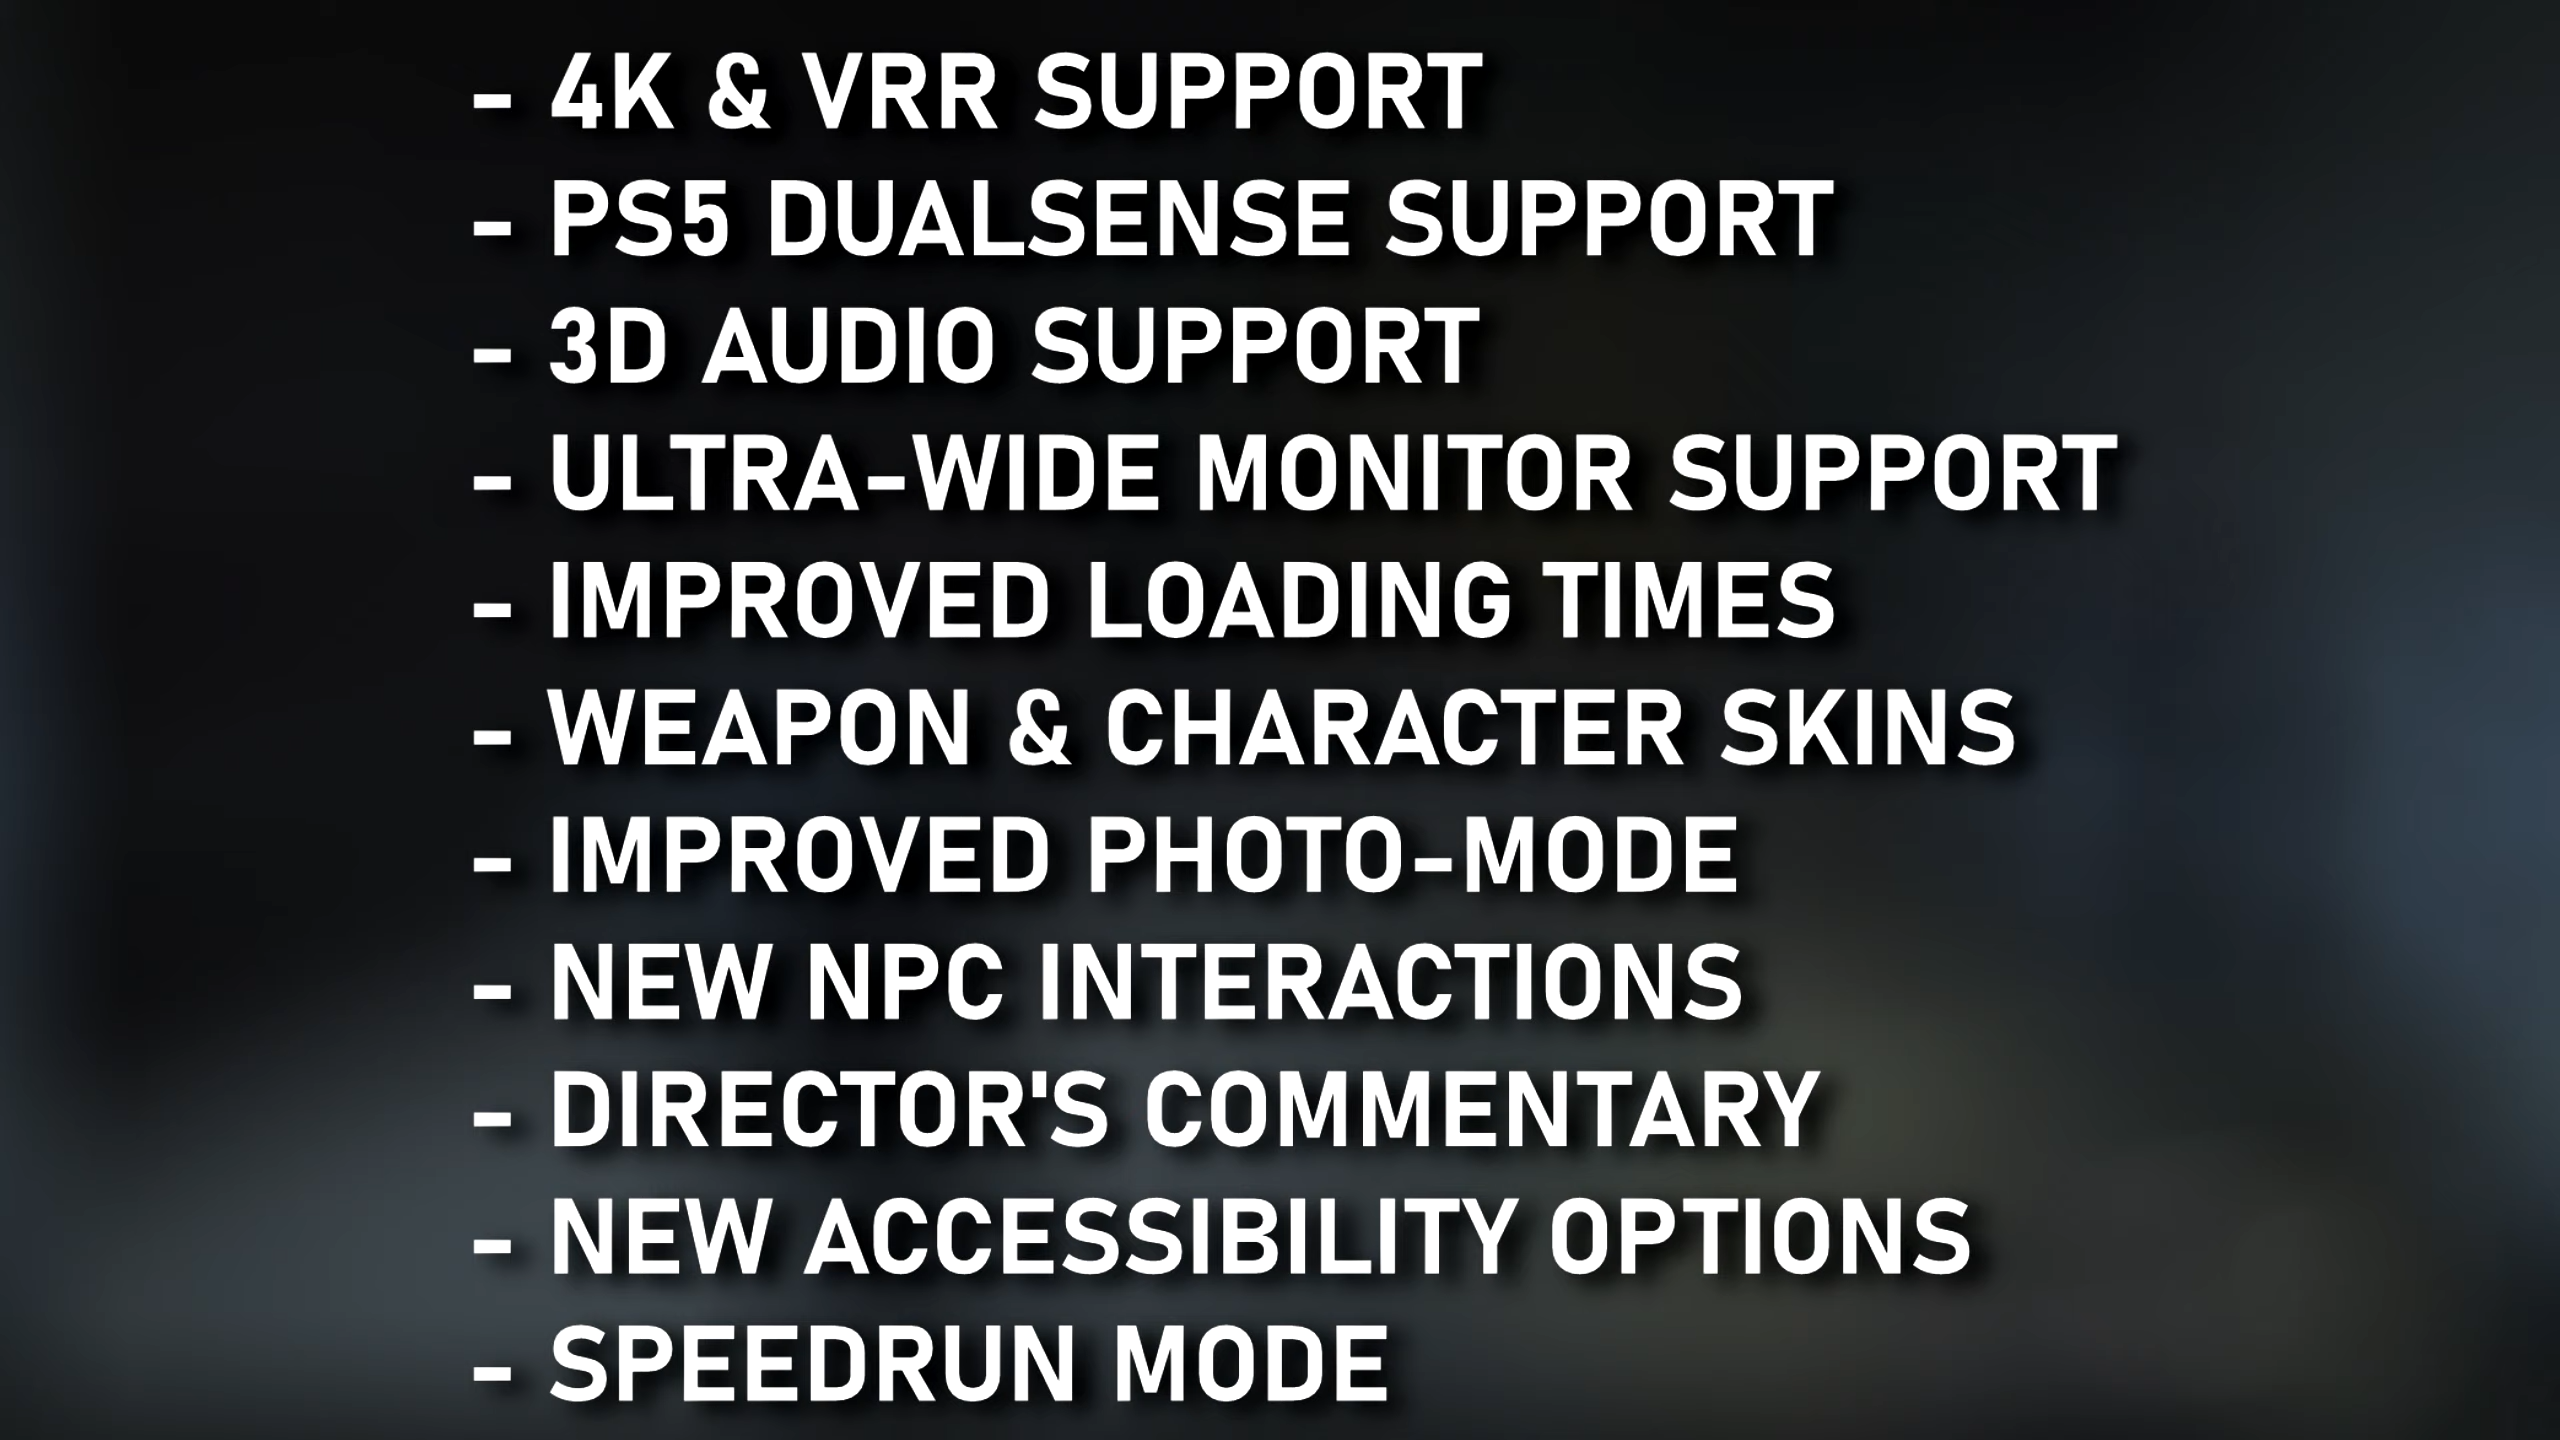 - 4K & VRR SUPPORT
- PS5 DUALSENSE SUPPORT
- 3D AUDIO SUPPORT
- ULTRA-WIDE MONITOR SUPPORT
- IMPROVED LOADING TIMES
- WEAPON & CHARACTER SKINS
- IMPROVED PHOTO-MODE
- NEW NPC INTERACTIONS
- DIRECTOR'S COMMENTARY
- NEW ACCESSIBILITY OPTIONS
- SPEEDRUN MODE